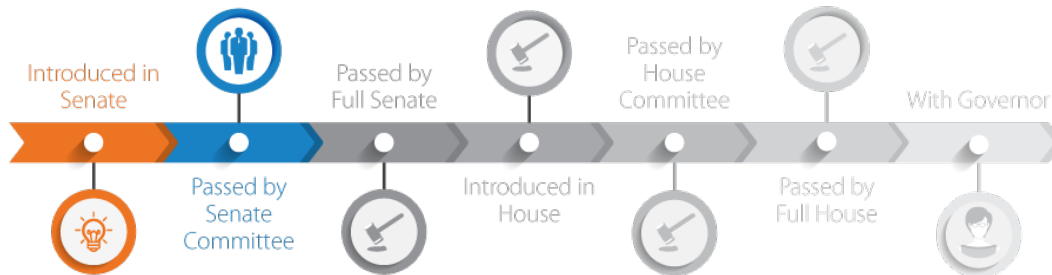 Introduced in
Senate
Passed by
Senate
Committee
Passed by
Full Senate
Introduced in
House
Passed by
House
Committee
Passed by
Full House
With Governor